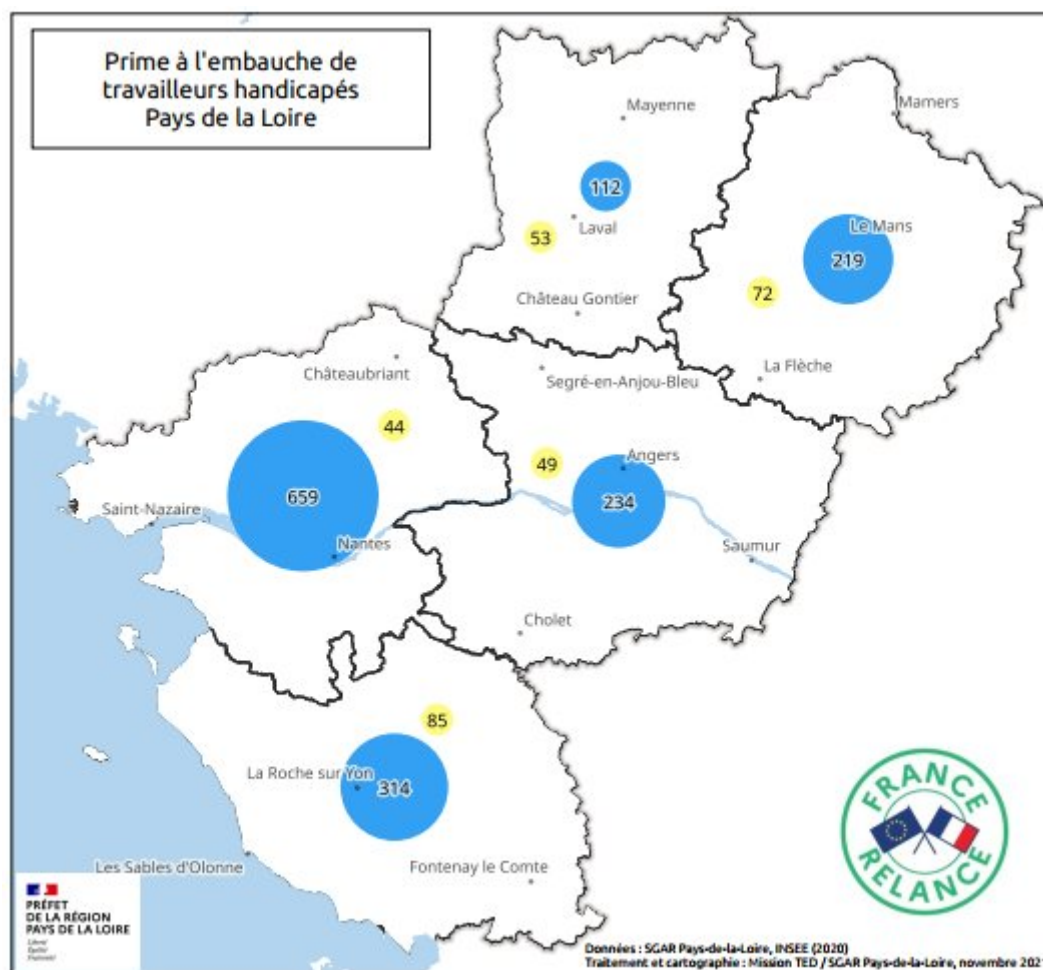 Prime à l'embauche de
travailleurs handicapés
Pays de la Loire
Mayenne
Mamers
112
Laval
53
Le Mans
219
72
Château Gontier
Châteaubriant
Segré-en-Anjou-Bleu
La Flèche
44
49
Angers
659
234
Saint-Nazaire
Nantes
Saumur
Cholet
85
La Roche sur Yon
314
Les Sables d'Olonne
Fontenay le Comte
FRANCE
RELANCE
PRÉFET
DE LA RÉGION
PAYS DE LA LOIRE
Liberté
Égalité
Fraternité
Données : SGAR Pays-de-la-Loire, INSEE (2020)
Traitement et cartographie : Mission TED / SGAR Pays-de-la-Loire, novembre 202